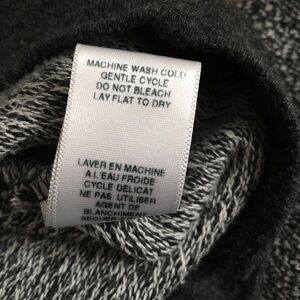 MACHINE WASH COLD
GENTLE CYCLE
DO NOT BLEACH
LAY FLAT TO DRY
LAVER EN MACHINE
A L'EAU FROIDE
CYCLE DELICAT
NE PAS UTILISER
AGENT DE
BLANCHIMENT
SECHER